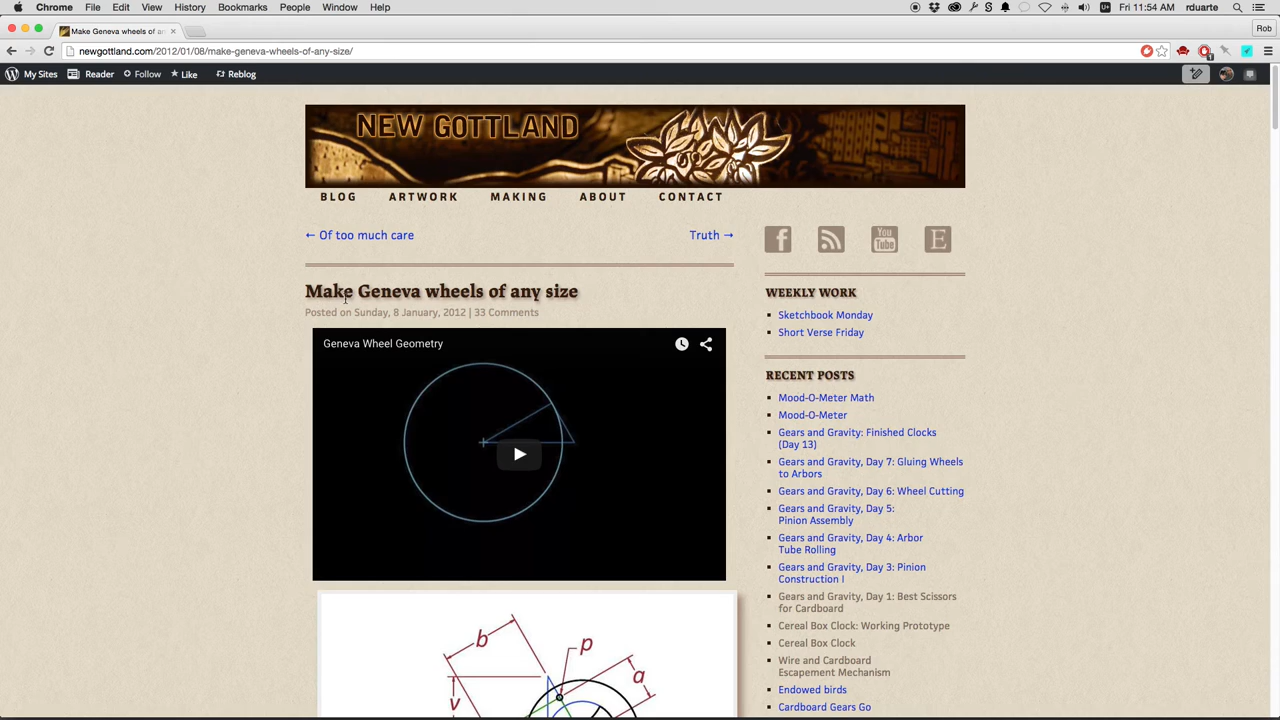 Chrome File Edit View History Bookmarks People Window Help Fri 11:54 AM rduarte
Make Geneva wheels of an Rob
newgottland.com/2012/01/08/make-geneva-wheels-of-any-size/
My Sites Reader Follow Like Reblog
NEW GOTTLAND
BLOG ARTWORK MAKING ABOUT CONTACT
← Of too much care Truth →
Make Geneva wheels of any size
Posted on Sunday, 8 January, 2012 | 33 Comments
Geneva Wheel Geometry
b
p
a
v
f You Tube E
WEEKLY WORK
Sketchbook Monday
Short Verse Friday
RECENT POSTS
Mood-O-Meter Math
Mood-O-Meter
Gears and Gravity: Finished Clocks
(Day 13)
Gears and Gravity, Day 7: Gluing Wheels
to Arbors
Gears and Gravity, Day 6: Wheel Cutting
Gears and Gravity, Day 5:
Pinion Assembly
Gears and Gravity, Day 4: Arbor
Tube Rolling
Gears and Gravity, Day 3: Pinion
Construction I
Gears and Gravity, Day 1: Best Scissors
for Cardboard
Cereal Box Clock: Working Prototype
Cereal Box Clock
Wire and Cardboard
Escapement Mechanism
Endowed birds
Cardboard Gears Go